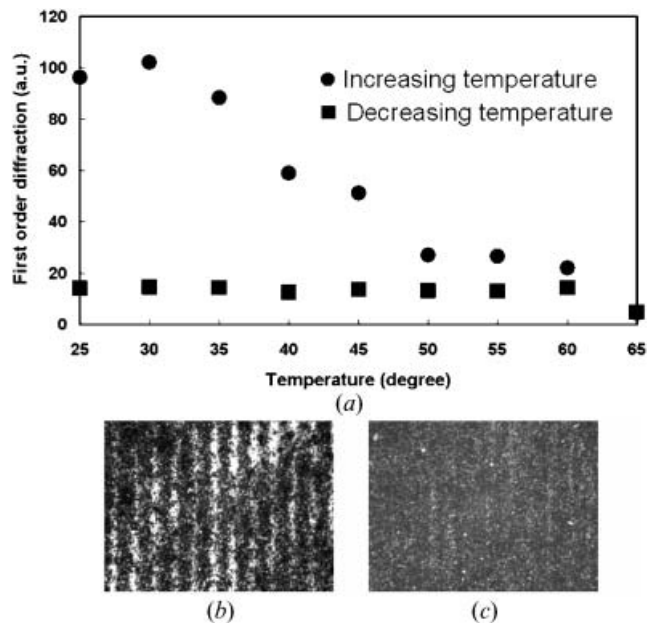 120
100
80
60
40
20
0
First order diffraction (a.u.)
Increasing temperature
Decreasing temperature
25 30 35 40 45 50 55 60 65
Temperature (degree)
(a)
(b) (c)